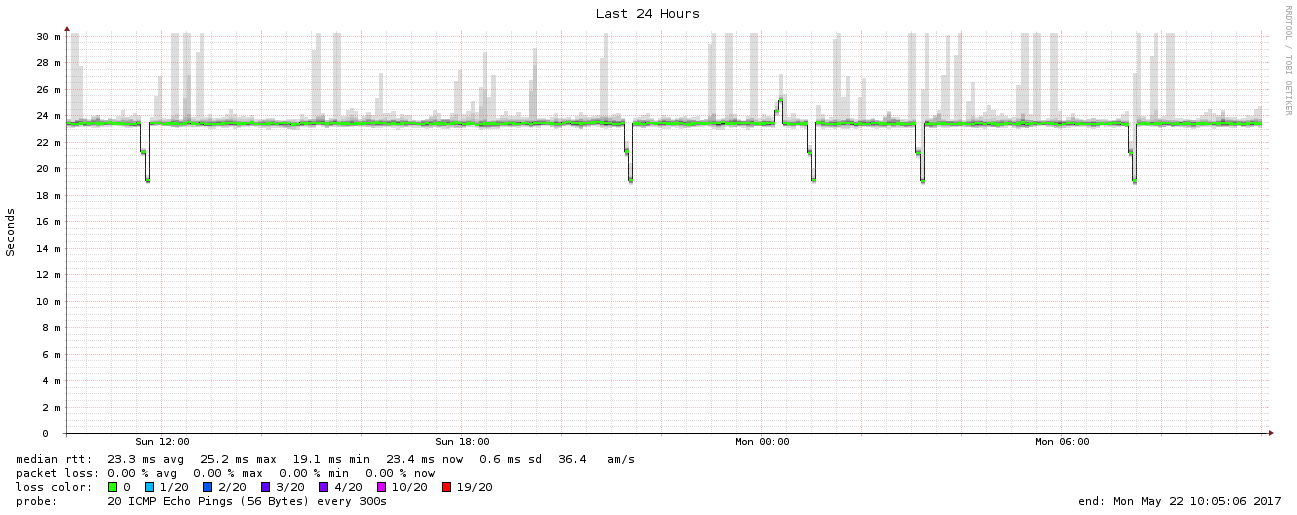 Last 24 Hours
RRDTOOL / TOBI OETIKER
Seconds
30 m
28 m
26 m
24 m
22 m
20 m
18 m
16 m
14 m
12 m
10 m
8 m
6 m
4 m
2 m
0
Sun 12:00 Sun 18:00 Mon 00:00 Mon 06:00
median rtt: 23.3 ms avg 25.2 ms max 19.1 ms min 23.4 ms now 0.6 ms sd 36.4 am/s
packet loss: 0.00 % avg 0.00 % max 0.00 % min 0.00 % now
loss color: 0 1/20 2/20 3/20 4/20 10/20 19/20
probe: 20 ICMP Echo Pings (56 Bytes) every 300s end: Mon May 22 10:05:06 2017